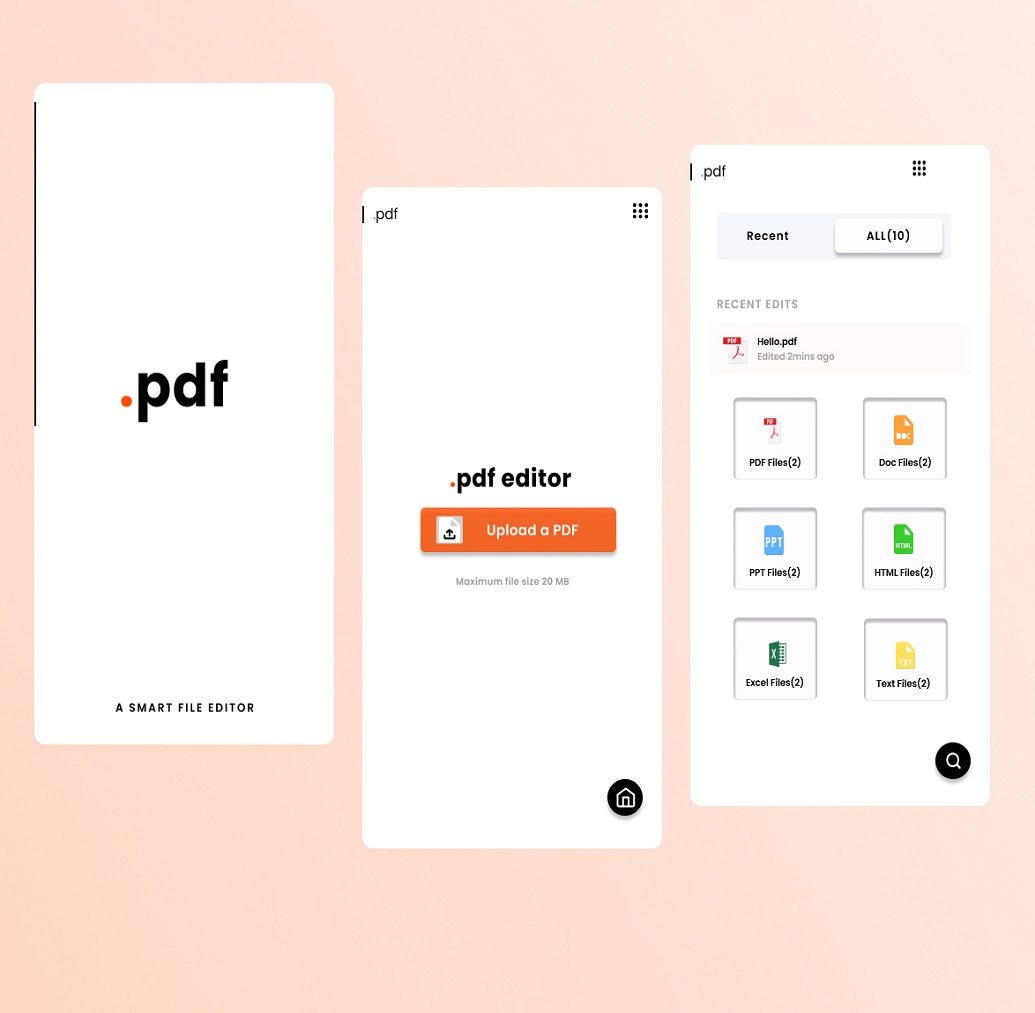 .pdf
A SMART FILE EDITOR
.pdf
.pdf editor
Upload a PDF
Maximum file size 20 MB
.pdf
Recent
ALL(10)
RECENT EDITS
PDF
Hello.pdf
Edited 2mins ago
PDF
PDF Files(2)
DOC
Doc Files(2)
PPT
PPT Files(2)
HTML
HTML Files(2)
X
Excel Files(2)
TXT
Text Files(2)